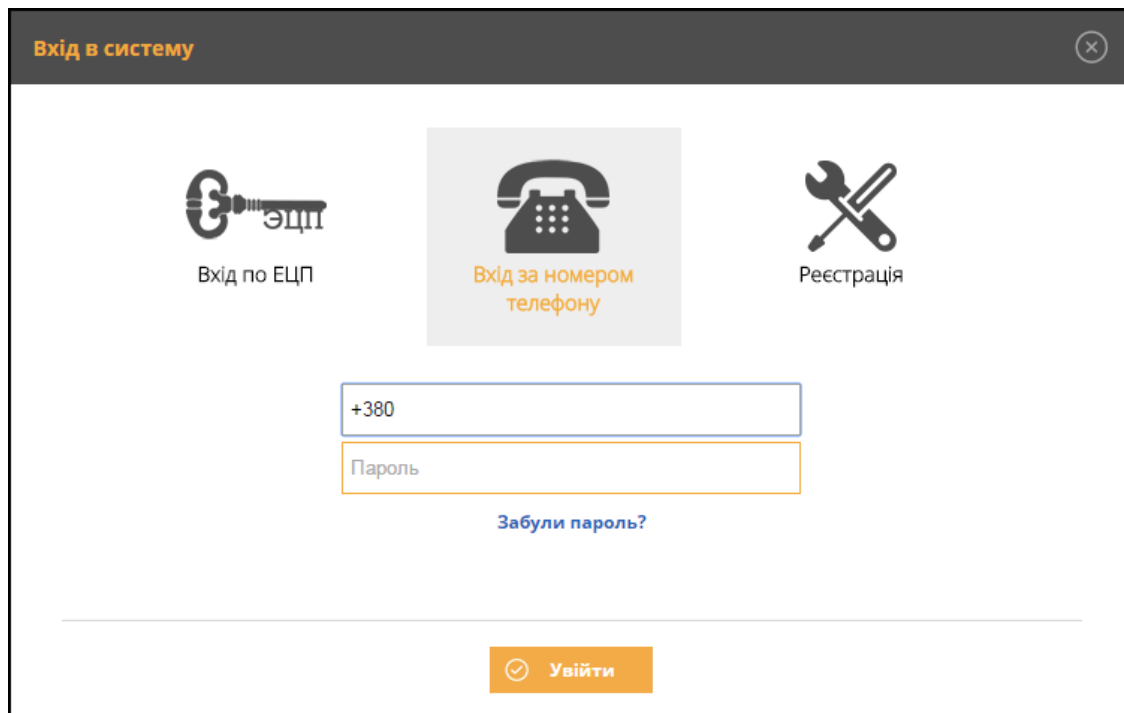 Вхід в систему
ЭЦП
Вхід по ЕЦП
Вхід за номером
телефону
Реєстрація
+380
Пароль
Забули пароль?
Увійти